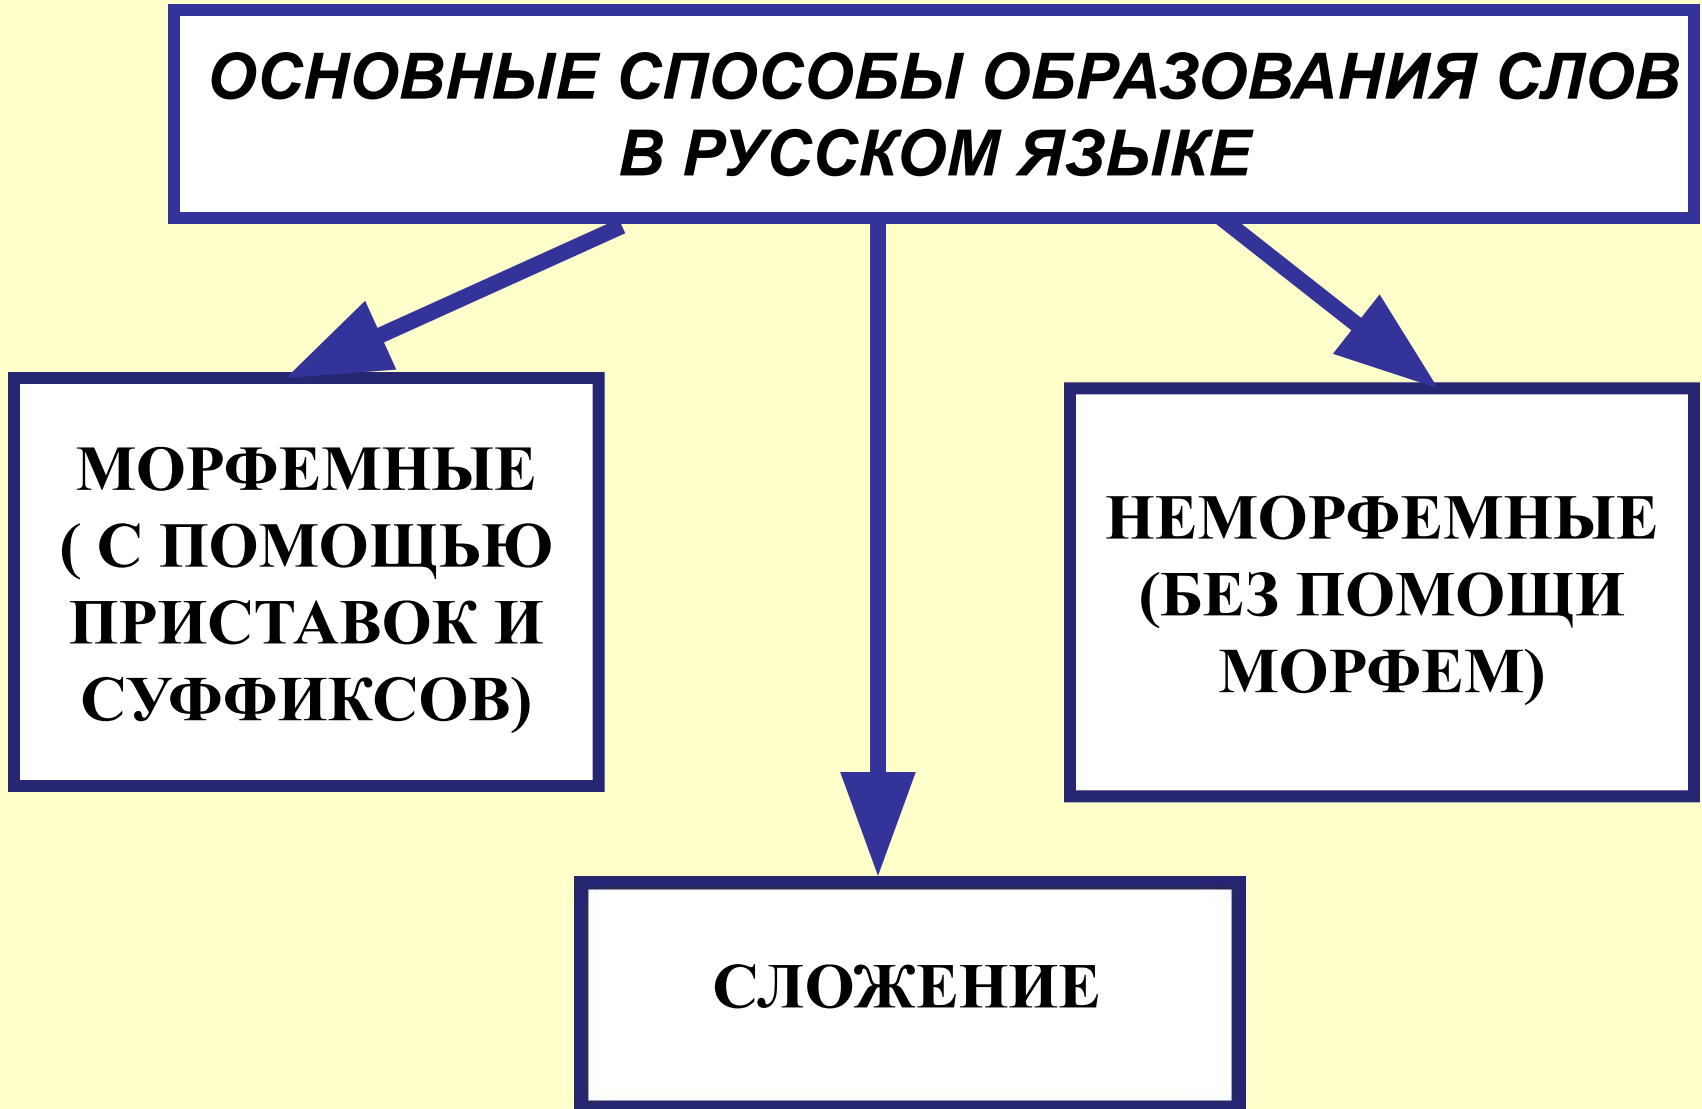 ОСНОВНЫЕ СПОСОБЫ ОБРАЗОВАНИЯ СЛОВ
В РУССКОМ ЯЗЫКЕ
МОРФЕМНЫЕ
( С ПОМОЩЬЮ
ПРИСТАВОК И
СУФФИКСОВ)
НЕМОРФЕМНЫЕ
(БЕЗ ПОМОЩИ
МОРФЕМ)
СЛОЖЕНИЕ